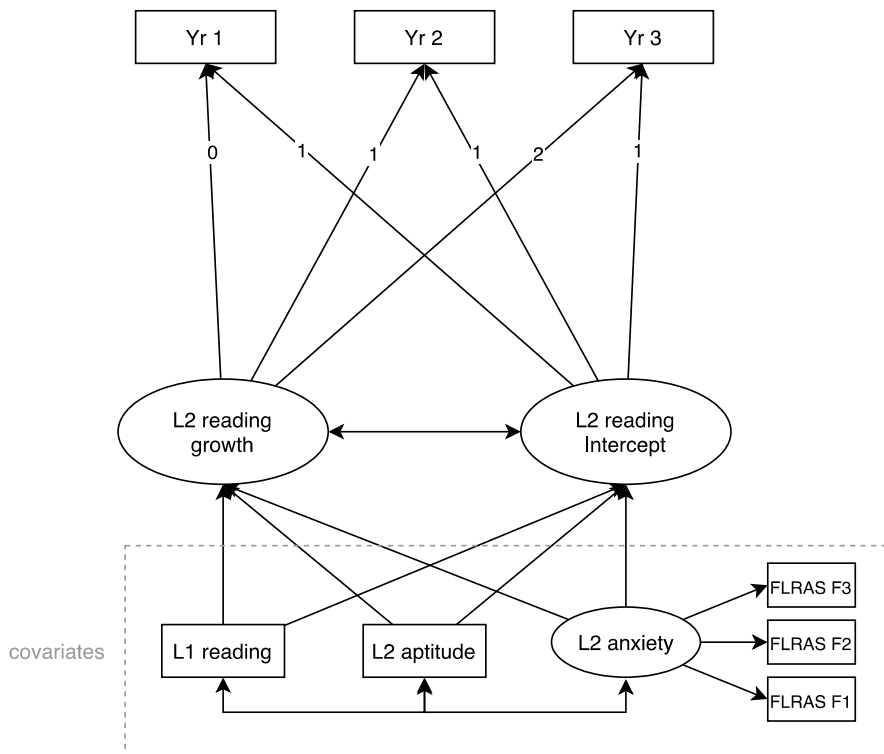 Yr 1
Yr 2
Yr 3
0
1
1
1
2
1
L2 reading
growth
L2 reading
Intercept
covariates
L1 reading
L2 aptitude
L2 anxiety
FLRAS F3
FLRAS F2
FLRAS F1